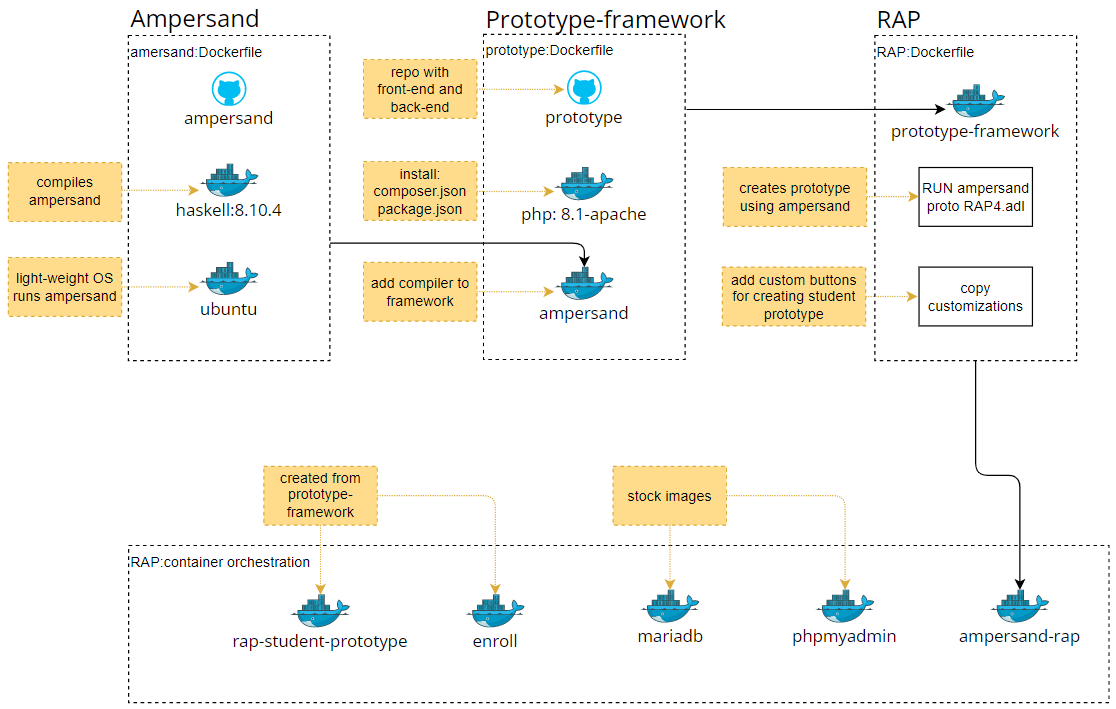 Ampersand
amersand:Dockerfile
ampersand
compiles
ampersand
haskell:8.10.4
light-weight OS
runs ampersand
ubuntu
Prototype-framework
prototype:Dockerfile
repo with
front-end and
back-end
prototype
install:
composer.json
package.json
php: 8.1-apache
add compiler to
framework
ampersand
RAP
RAP:Dockerfile
prototype-framework
creates prototype
using ampersand
RUN ampersand
proto RAP4.adl
add custom buttons
for creating student
prototype
copy
customizations
created from
prototype-
framework
stock images
RAP:container orchestration
rap-student-prototype
enroll
mariadb
phpmyadmin
ampersand-rap